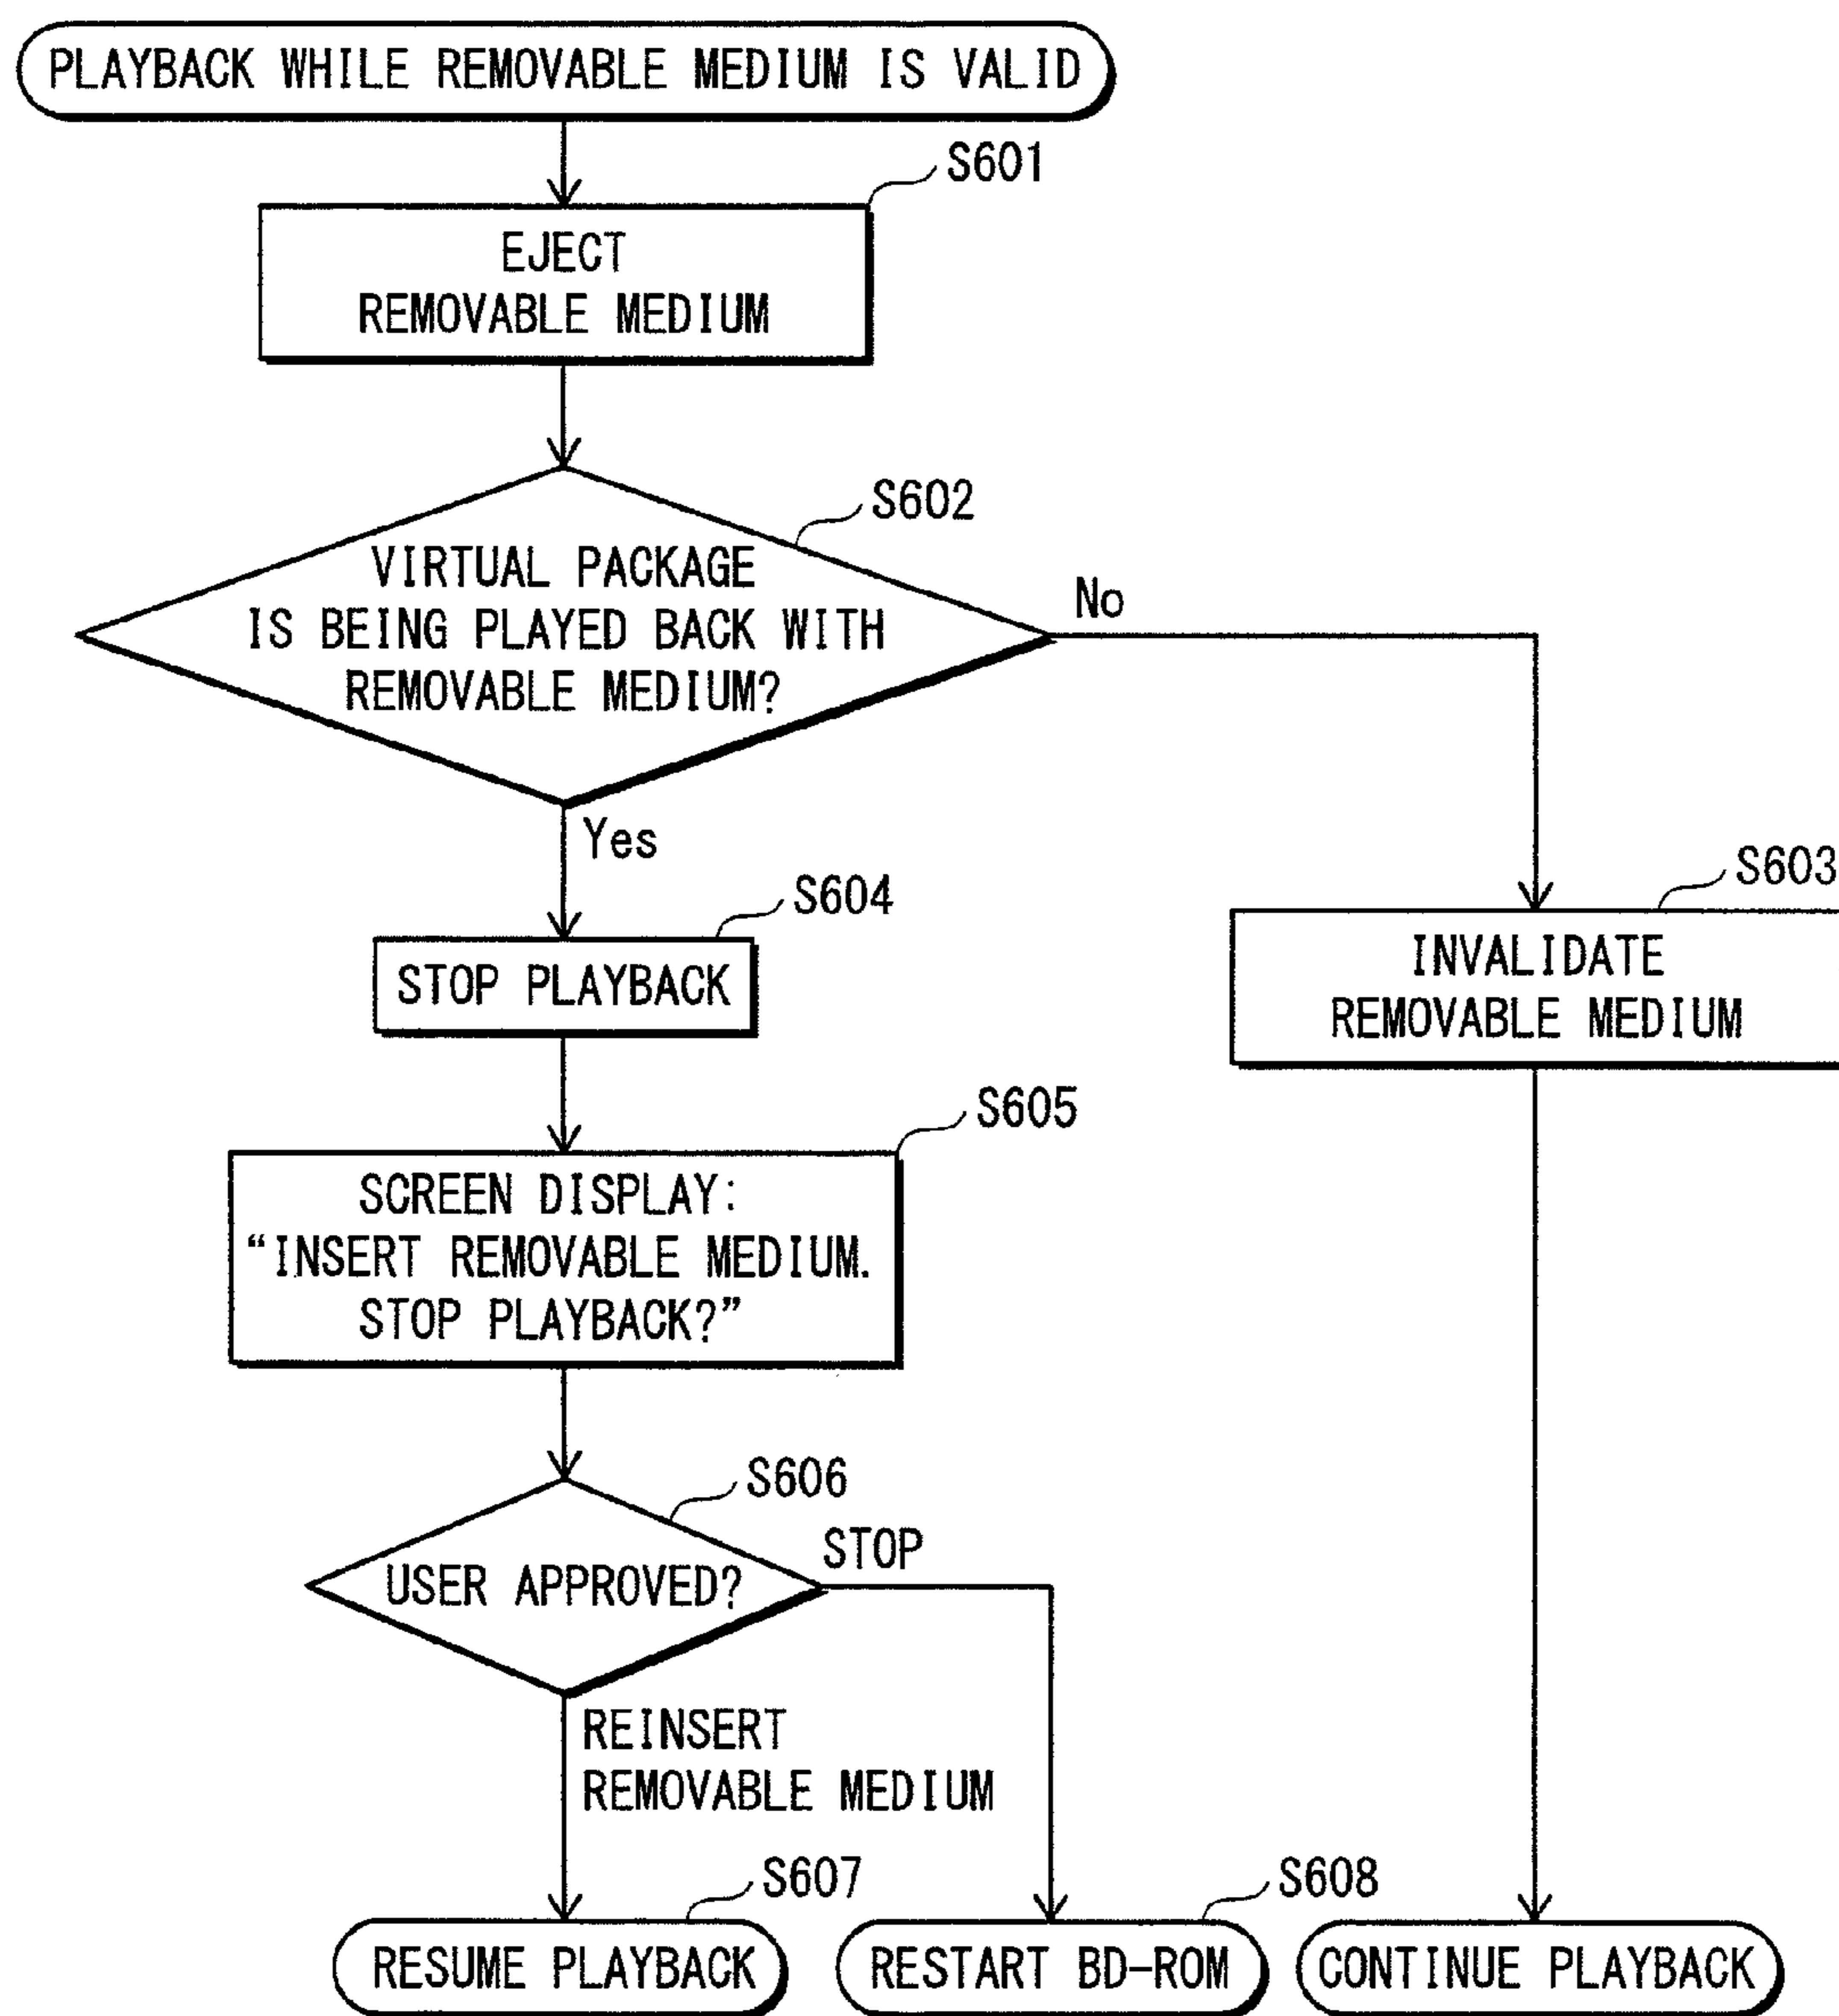 PLAYBACK WHILE REMOVABLE MEDIUM IS VALID
S601
EJECT
REMOVABLE MEDIUM
S602
VIRTUAL PACKAGE
IS BEING PLAYED BACK WITH
REMOVABLE MEDIUM?
No
Yes
S603
INVALIDATE
REMOVABLE MEDIUM
S604
STOP PLAYBACK
S605
SCREEN DISPLAY:
“INSERT REMOVABLE MEDIUM.
STOP PLAYBACK?”
S606
USER APPROVED?
STOP
REINSERT
REMOVABLE MEDIUM
S607
RESUME PLAYBACK
S608
RESTART BD-ROM
CONTINUE PLAYBACK